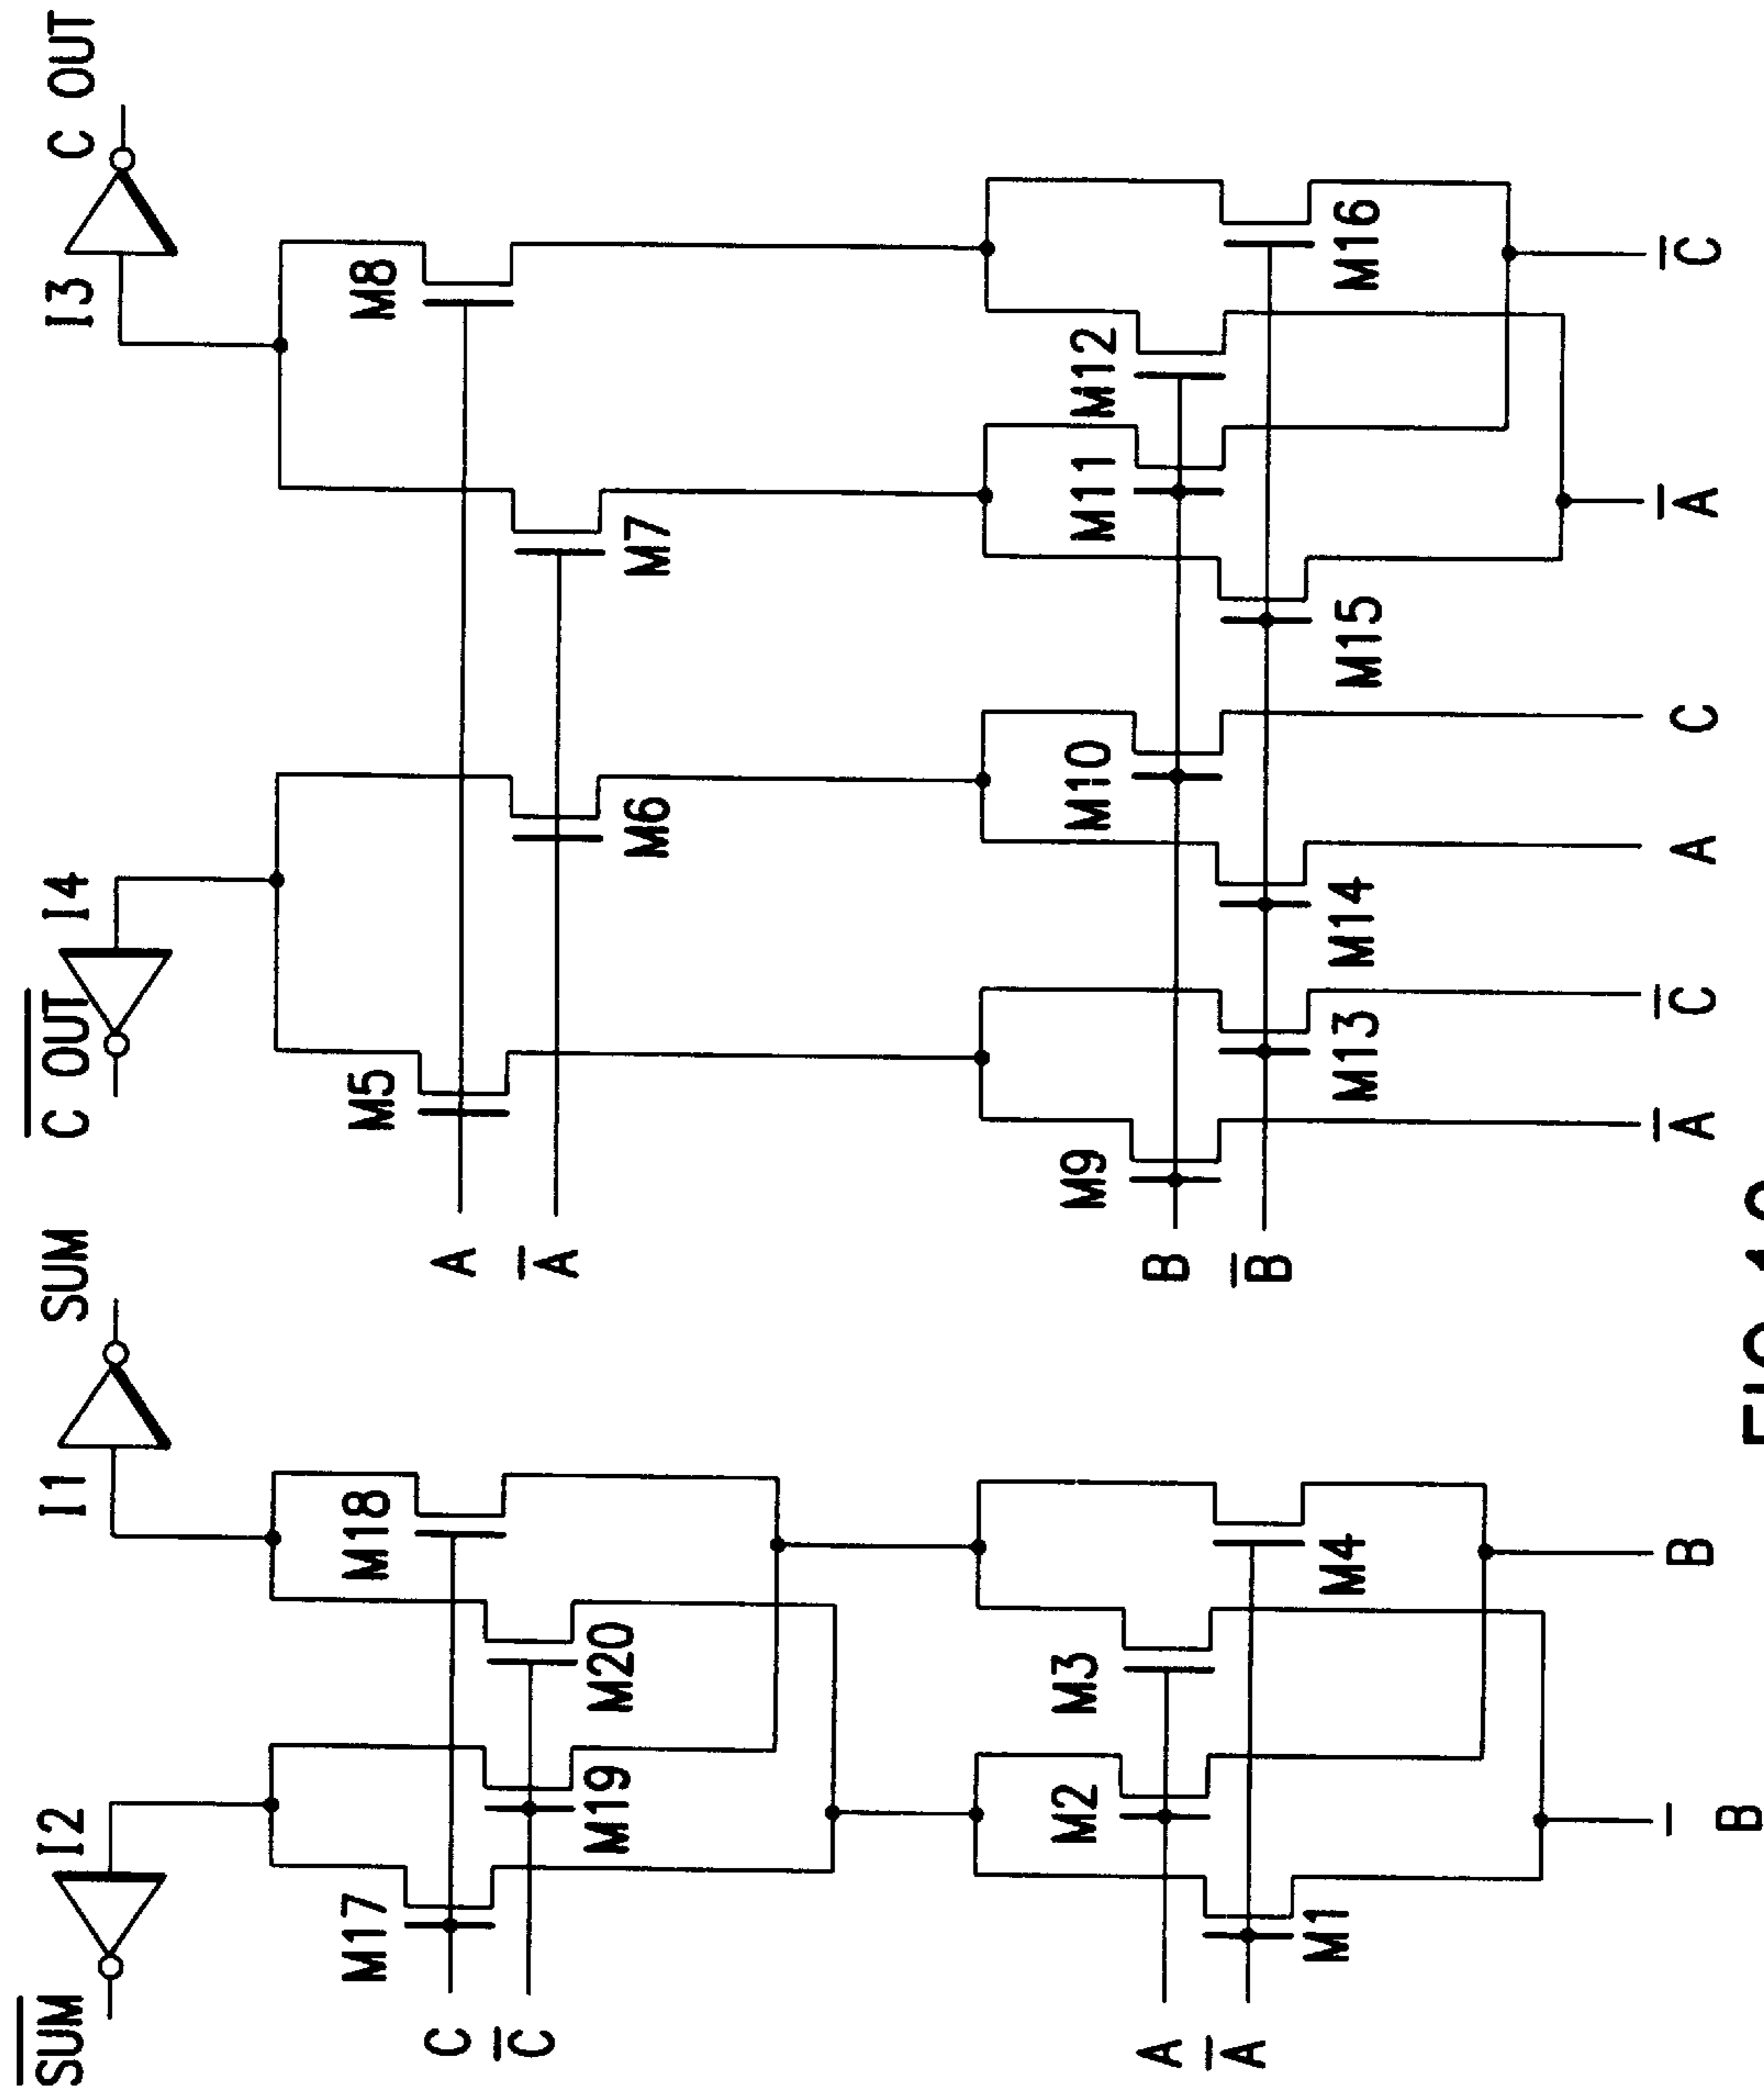 SUM̅ I2 I1 SUM C̅ ̅O̅U̅T̅ I4 I3 C OUT
M17 M18 M5 M8
C A
C̅ M19 M20 A̅ M6 M7
M2 M3 M9 M10 M11 M12
A B
A̅ B̅
M1 M4 M13 M14 M15 M16
B̅ B A̅ C̅ A C A̅ C̅